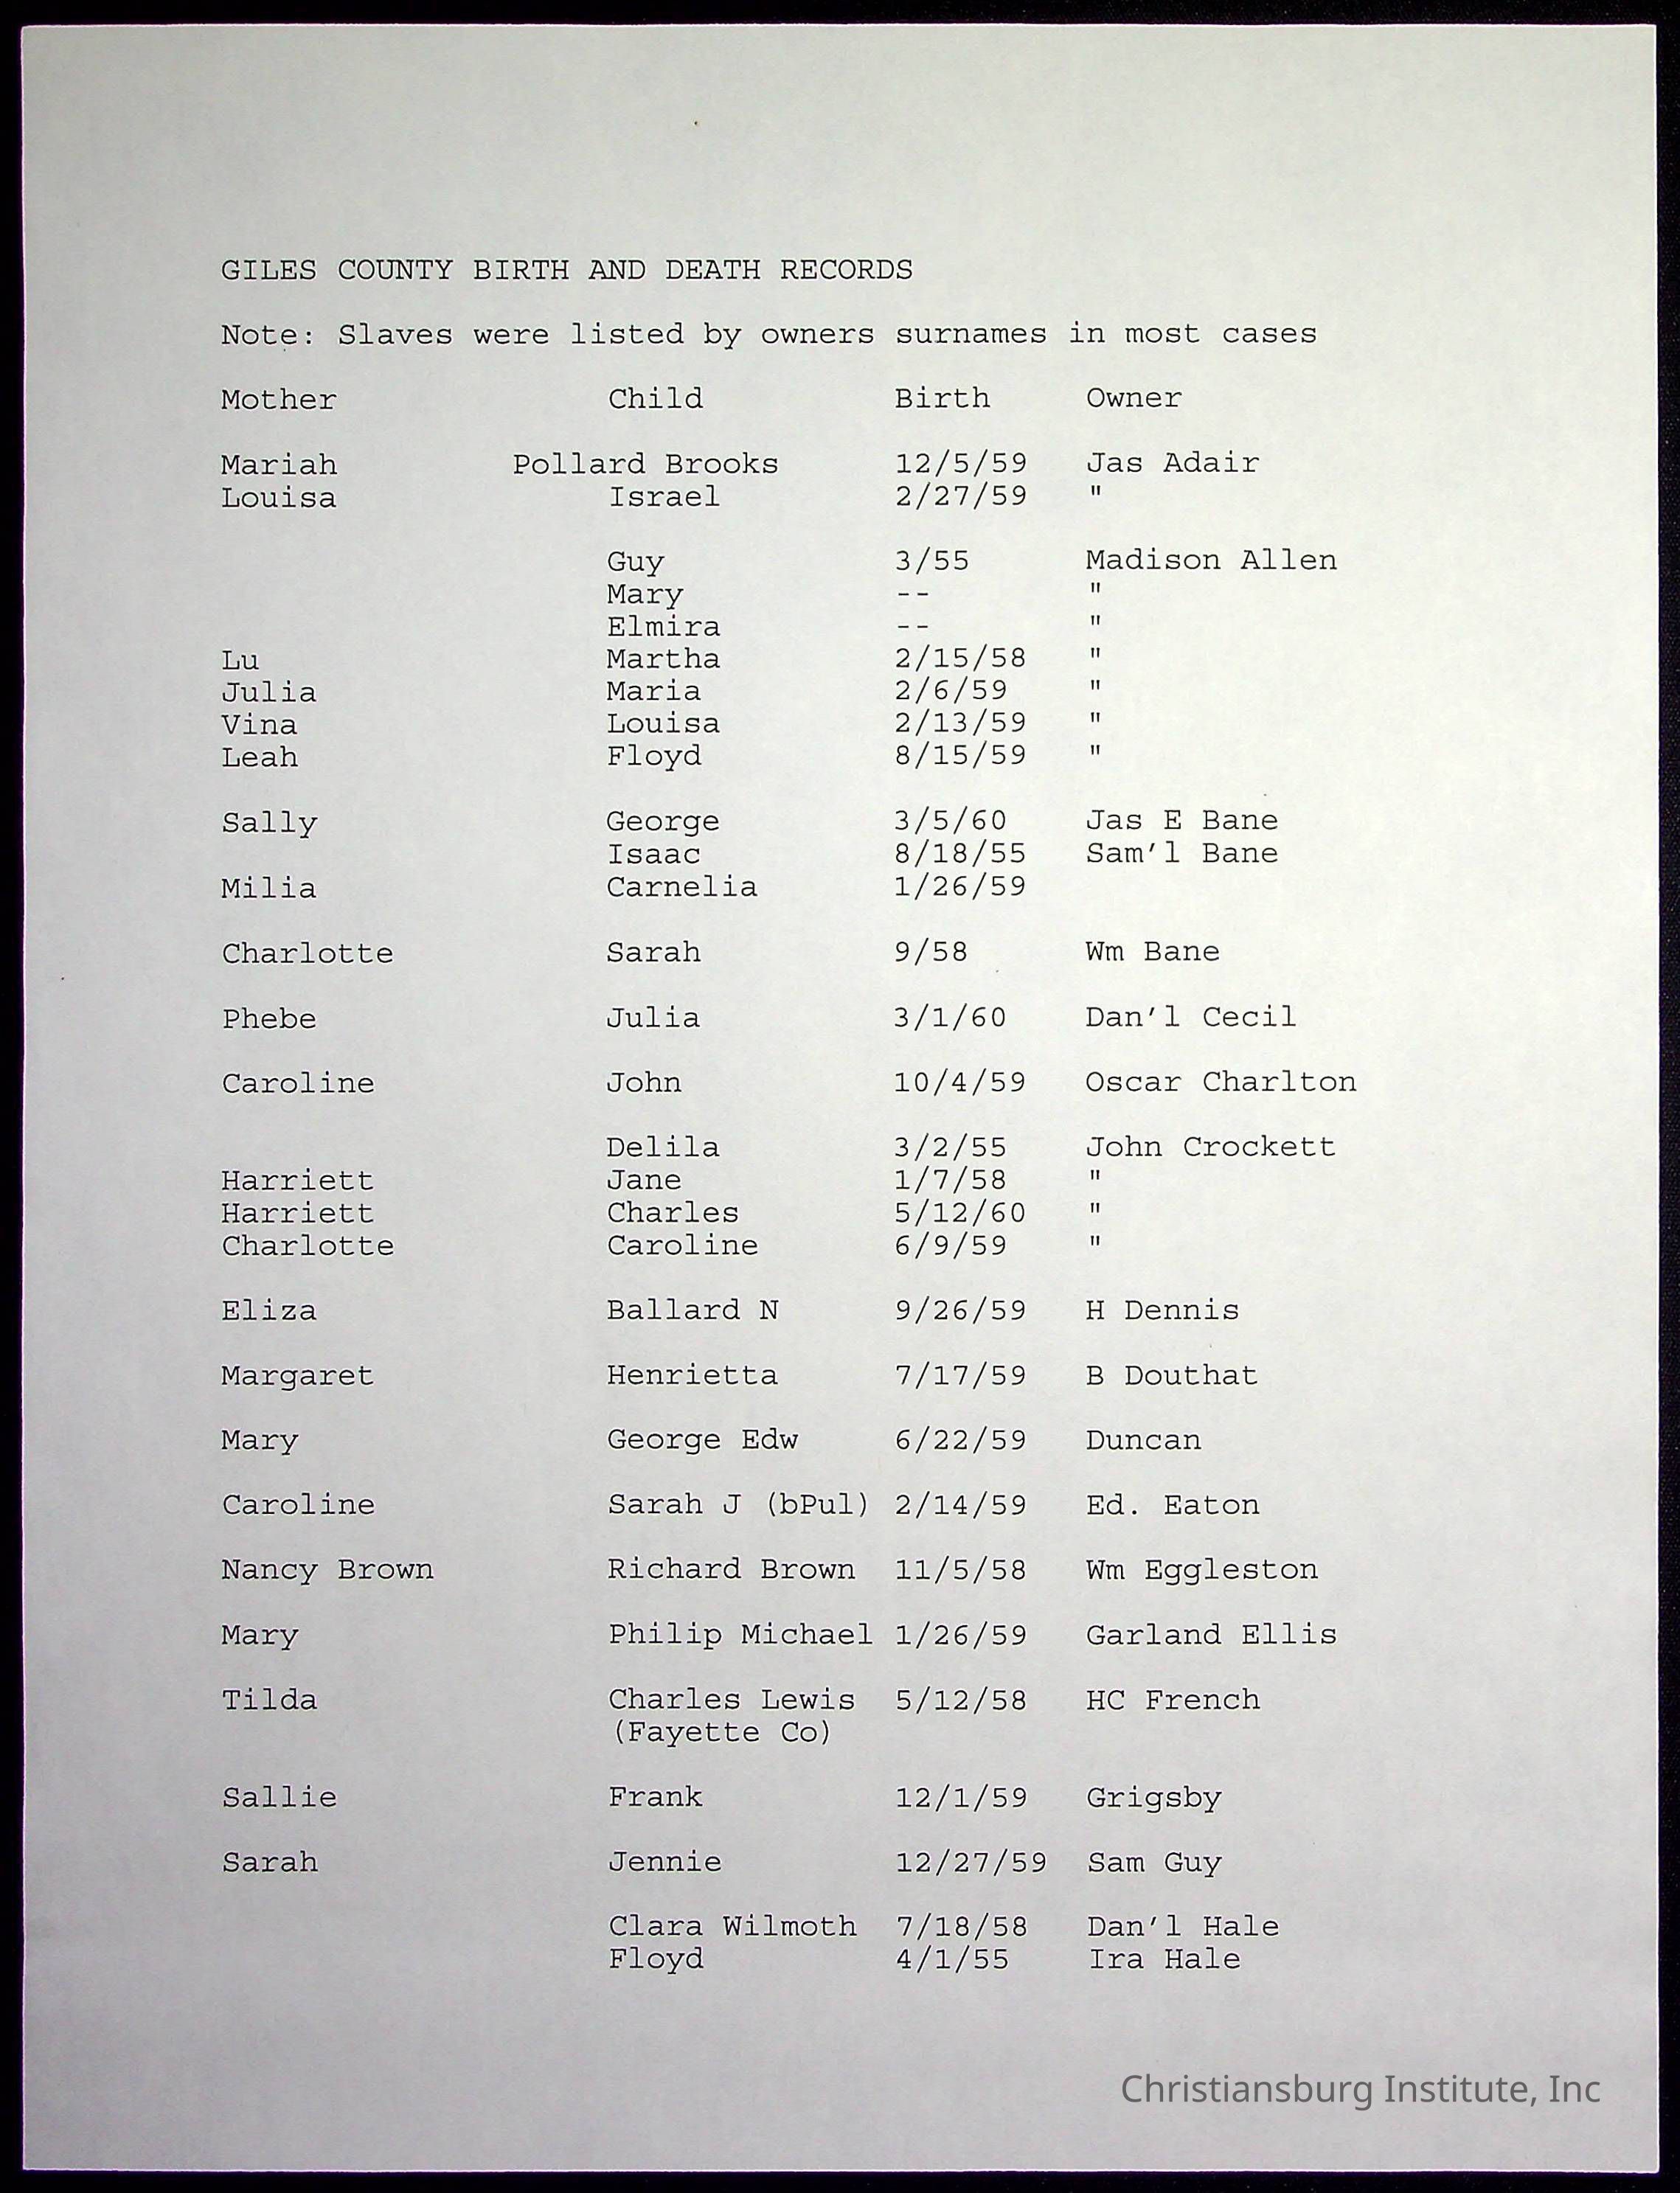 GILES COUNTY BIRTH AND DEATH RECORDS
Note: Slaves were listed by owners surnames in most cases
Mother Child Birth Owner
Mariah Pollard Brooks 12/5/59 Jas Adair
Louisa Israel 2/27/59 "
Guy 3/55 Madison Allen
Mary -- "
Elmira -- "
Lu Martha 2/15/58 "
Julia Maria 2/6/59 "
Vina Louisa 2/13/59 "
Leah Floyd 8/15/59 "
Sally George 3/5/60 Jas E Bane
Isaac 8/18/55 Sam'l Bane
Milia Carnelia 1/26/59
Charlotte Sarah 9/58 Wm Bane
Phebe Julia 3/1/60 Dan'l Cecil
Caroline John 10/4/59 Oscar Charlton
Delila 3/2/55 John Crockett
Harriett Jane 1/7/58 "
Harriett Charles 5/12/60 "
Charlotte Caroline 6/9/59 "
Eliza Ballard N 9/26/59 H Dennis
Margaret Henrietta 7/17/59 B Douthat
Mary George Edw 6/22/59 Duncan
Caroline Sarah J (bPul) 2/14/59 Ed. Eaton
Nancy Brown Richard Brown 11/5/58 Wm Eggleston
Mary Philip Michael 1/26/59 Garland Ellis
Tilda Charles Lewis 5/12/58 HC French
(Fayette Co)
Sallie Frank 12/1/59 Grigsby
Sarah Jennie 12/27/59 Sam Guy
Clara Wilmoth 7/18/58 Dan'l Hale
Floyd 4/1/55 Ira Hale
Christiansburg Institute, Inc